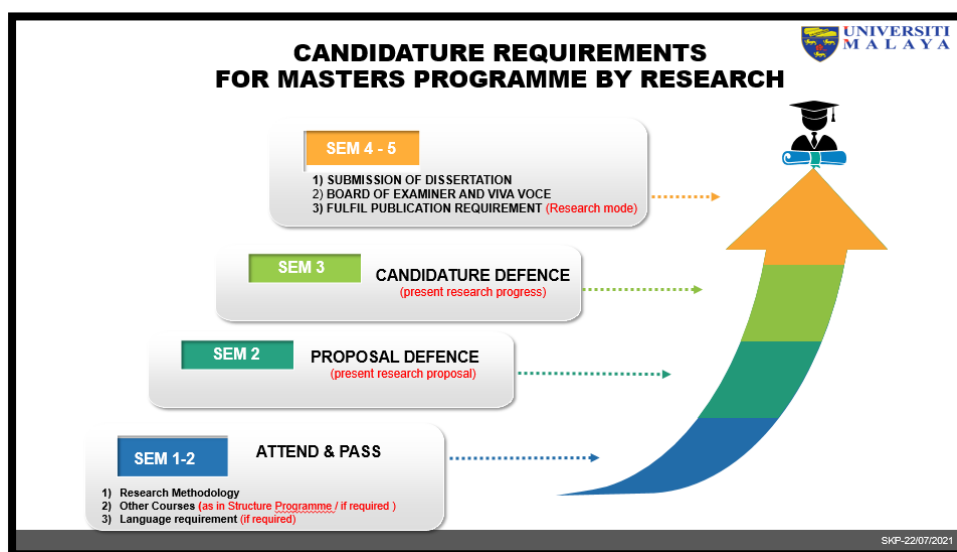 UNIVERSITI
MALAYA
CANDIDATURE REQUIREMENTS
FOR MASTERS PROGRAMME BY RESEARCH
SEM 4 - 5
1) SUBMISSION OF DISSERTATION
2) BOARD OF EXAMINER AND VIVA VOCE
3) FULFIL PUBLICATION REQUIREMENT (Research mode)
SEM 3
CANDIDATURE DEFENCE
(present research progress)
SEM 2
PROPOSAL DEFENCE
(present research proposal)
SEM 1-2
ATTEND & PASS
1) Research Methodology
2) Other Courses (as in Structure Programme / if required )
3) Language requirement (if required)
SKP-22/07/2021